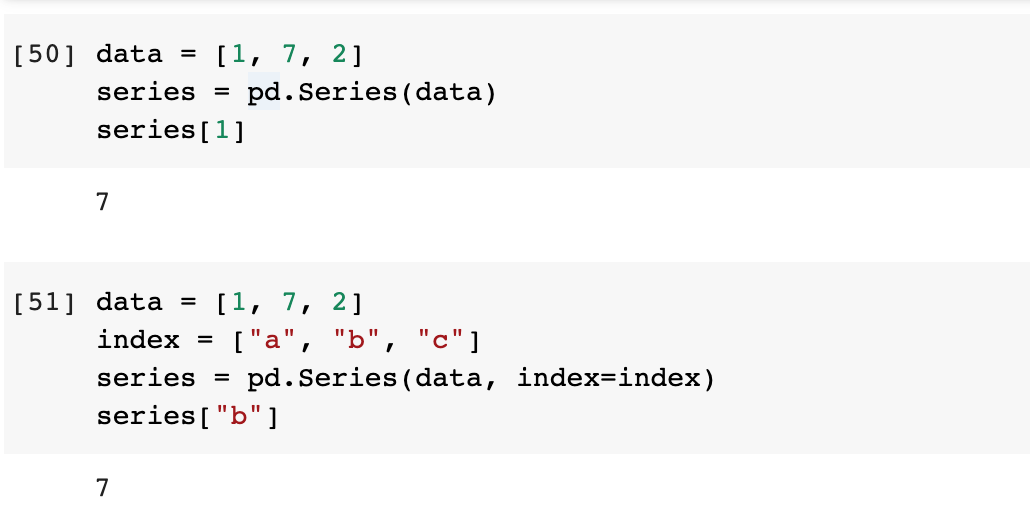 [50] data = [1, 7, 2]
series = pd.Series(data)
series[1]
7
[51] data = [1, 7, 2]
index = ["a", "b", "c"]
series = pd.Series(data, index=index)
series["b"]
7